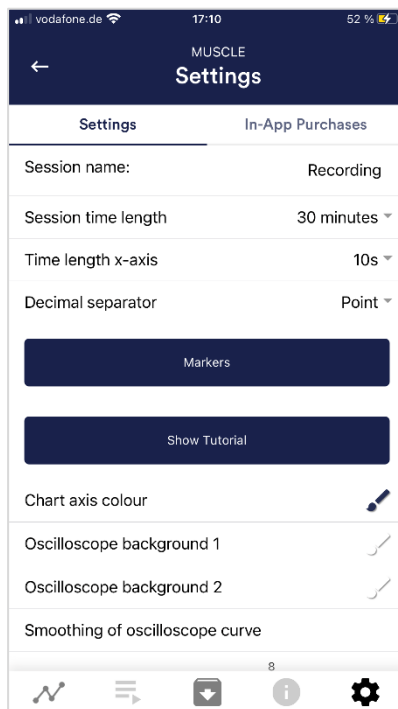 vodafone.de 17:10 52 %
MUSCLE
Settings
Settings In-App Purchases
Session name: Recording
Session time length 30 minutes
Time length x-axis 10s
Decimal separator Point
Markers
Show Tutorial
Chart axis colour
Oscilloscope background 1
Oscilloscope background 2
Smoothing of oscilloscope curve
8